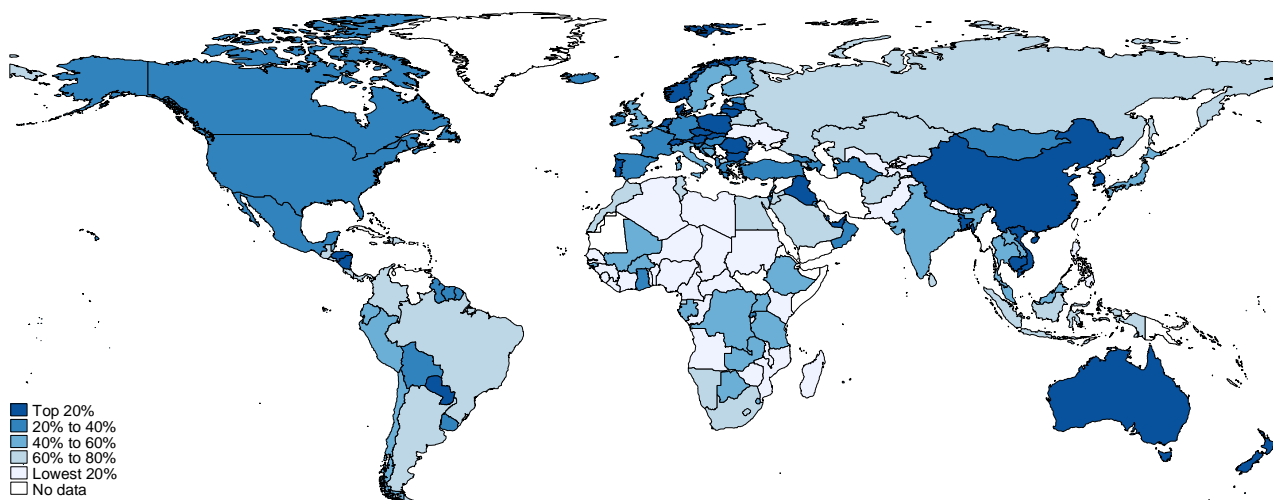 Top 20%
20% to 40%
40% to 60%
60% to 80%
Lowest 20%
No data